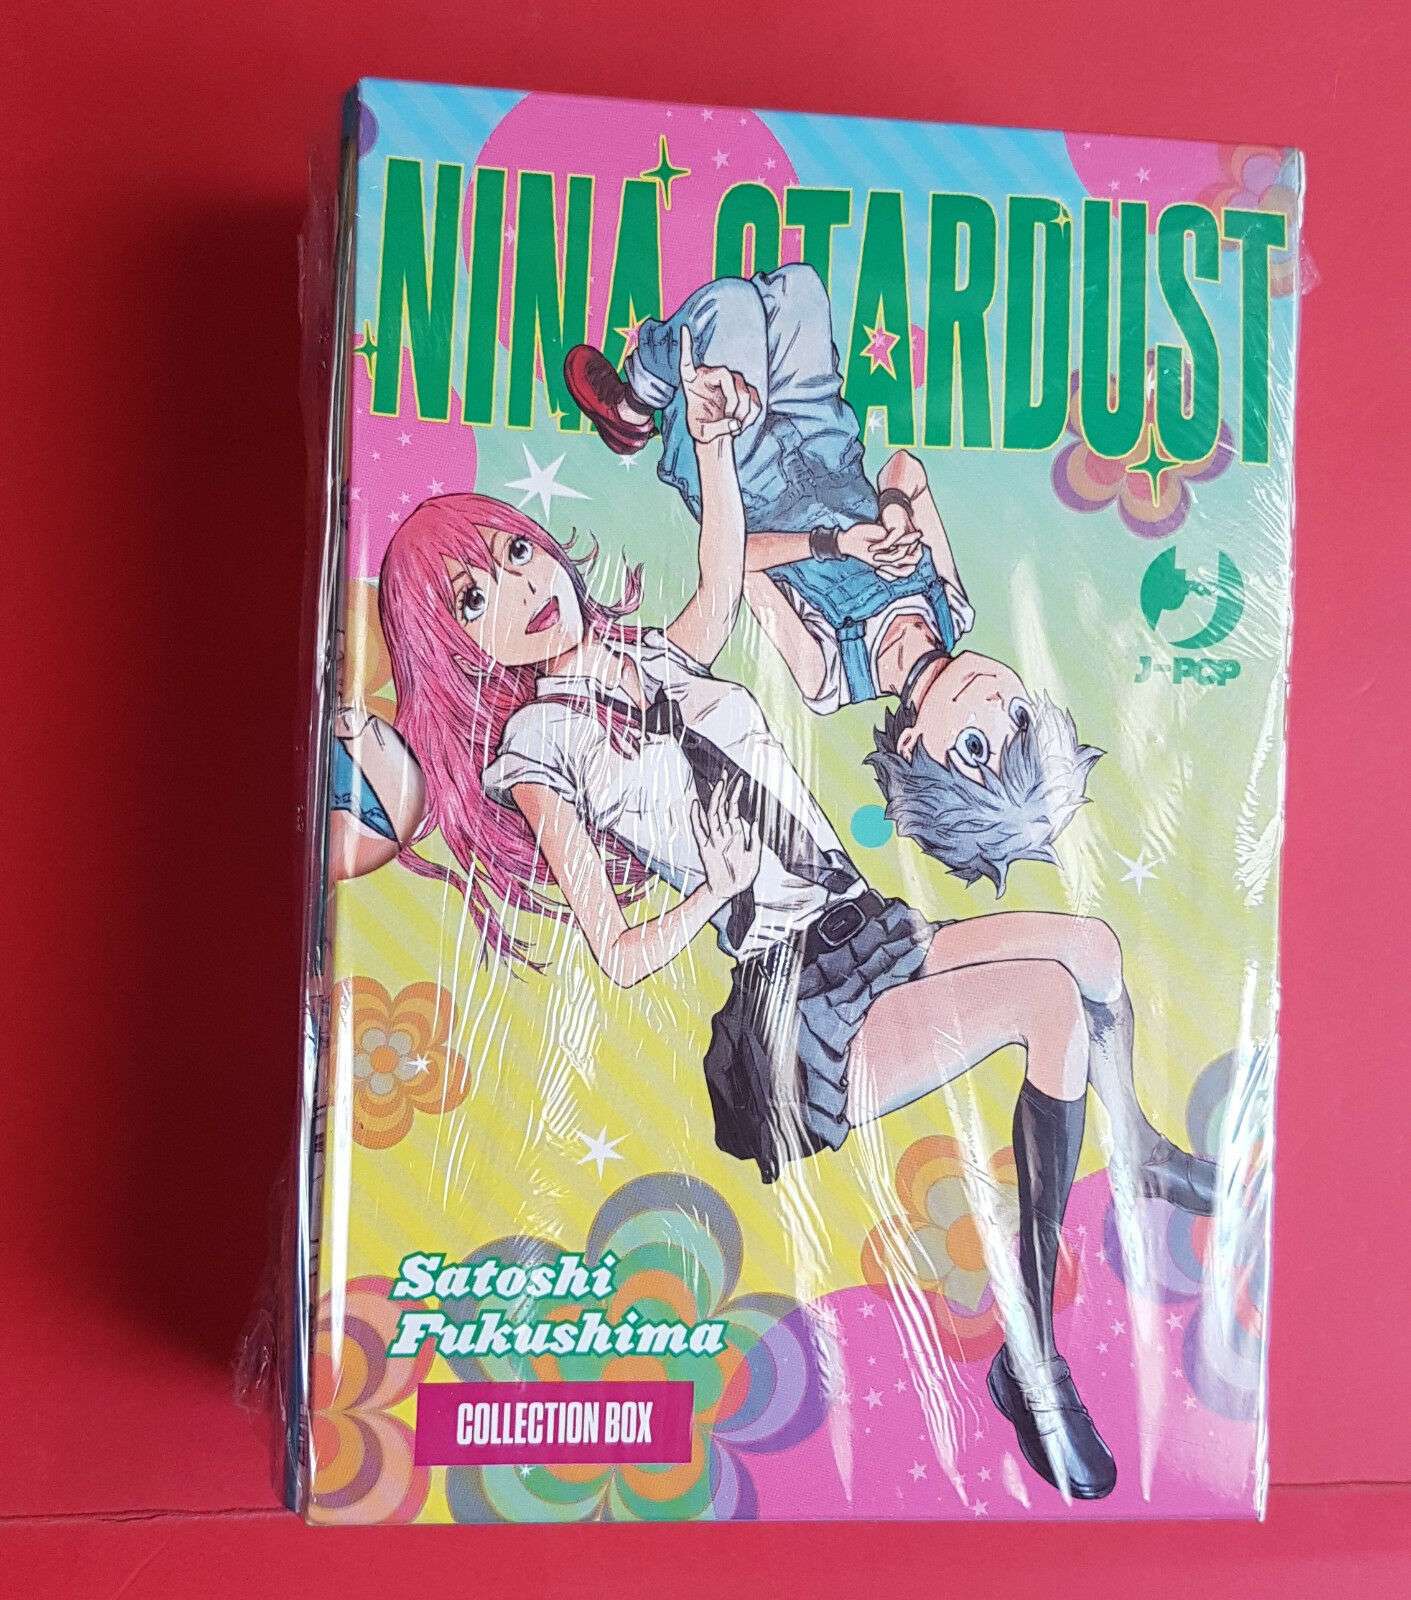 NINA STARDUST
J-POP
Satoshi
Fukushima
COLLECTION BOX